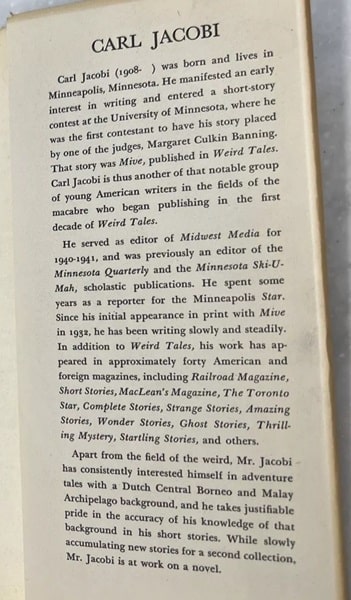 CARL JACOBI
Carl Jacobi (1908- ) was born and lives in
Minneapolis, Minnesota. He manifested an early
interest in writing and entered a short-story
contest at the University of Minnesota, where he
was the first contestant to have his story placed
by one of the judges, Margaret Culkin Banning.
That story was Mive, published in Weird Tales.
Carl Jacobi is thus another of that notable group
of young American writers in the fields of the
macabre who began publishing in the first
decade of Weird Tales.
He served as editor of Midwest Media for
1940-1941, and was previously an editor of the
Minnesota Quarterly and the Minnesota Ski-U-
Mah, scholastic publications. He spent some
years as a reporter for the Minneapolis Star.
Since his initial appearance in print with Mive
in 1932, he has been writing slowly and steadily.
In addition to Weird Tales, his work has ap-
peared in approximately forty American and
foreign magazines, including Railroad Magazine,
Short Stories, MacLean's Magazine, The Toronto
Star, Complete Stories, Strange Stories, Amazing
Stories, Wonder Stories, Ghost Stories, Thrill-
ing Mystery, Startling Stories, and others.
Apart from the field of the weird, Mr. Jacobi
has consistently interested himself in adventure
tales with a Dutch Central Borneo and Malay
Archipelago background, and he takes justifiable
pride in the accuracy of his knowledge of that
background in his short stories. While slowly
accumulating new stories for a second collection,
Mr. Jacobi is at work on a novel.